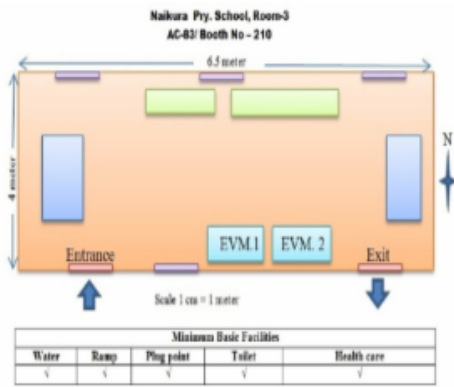 Naikura Pry. School, Room-3
AC-83/ Booth No – 210
6.5 meter
4 meter
N
EVM.1 EVM. 2
Entrance Exit
Scale 1 cm = 1 meter
Minimum Basic Facilities
Water Ramp Plug point Toilet Health care
√ √ √ √ √